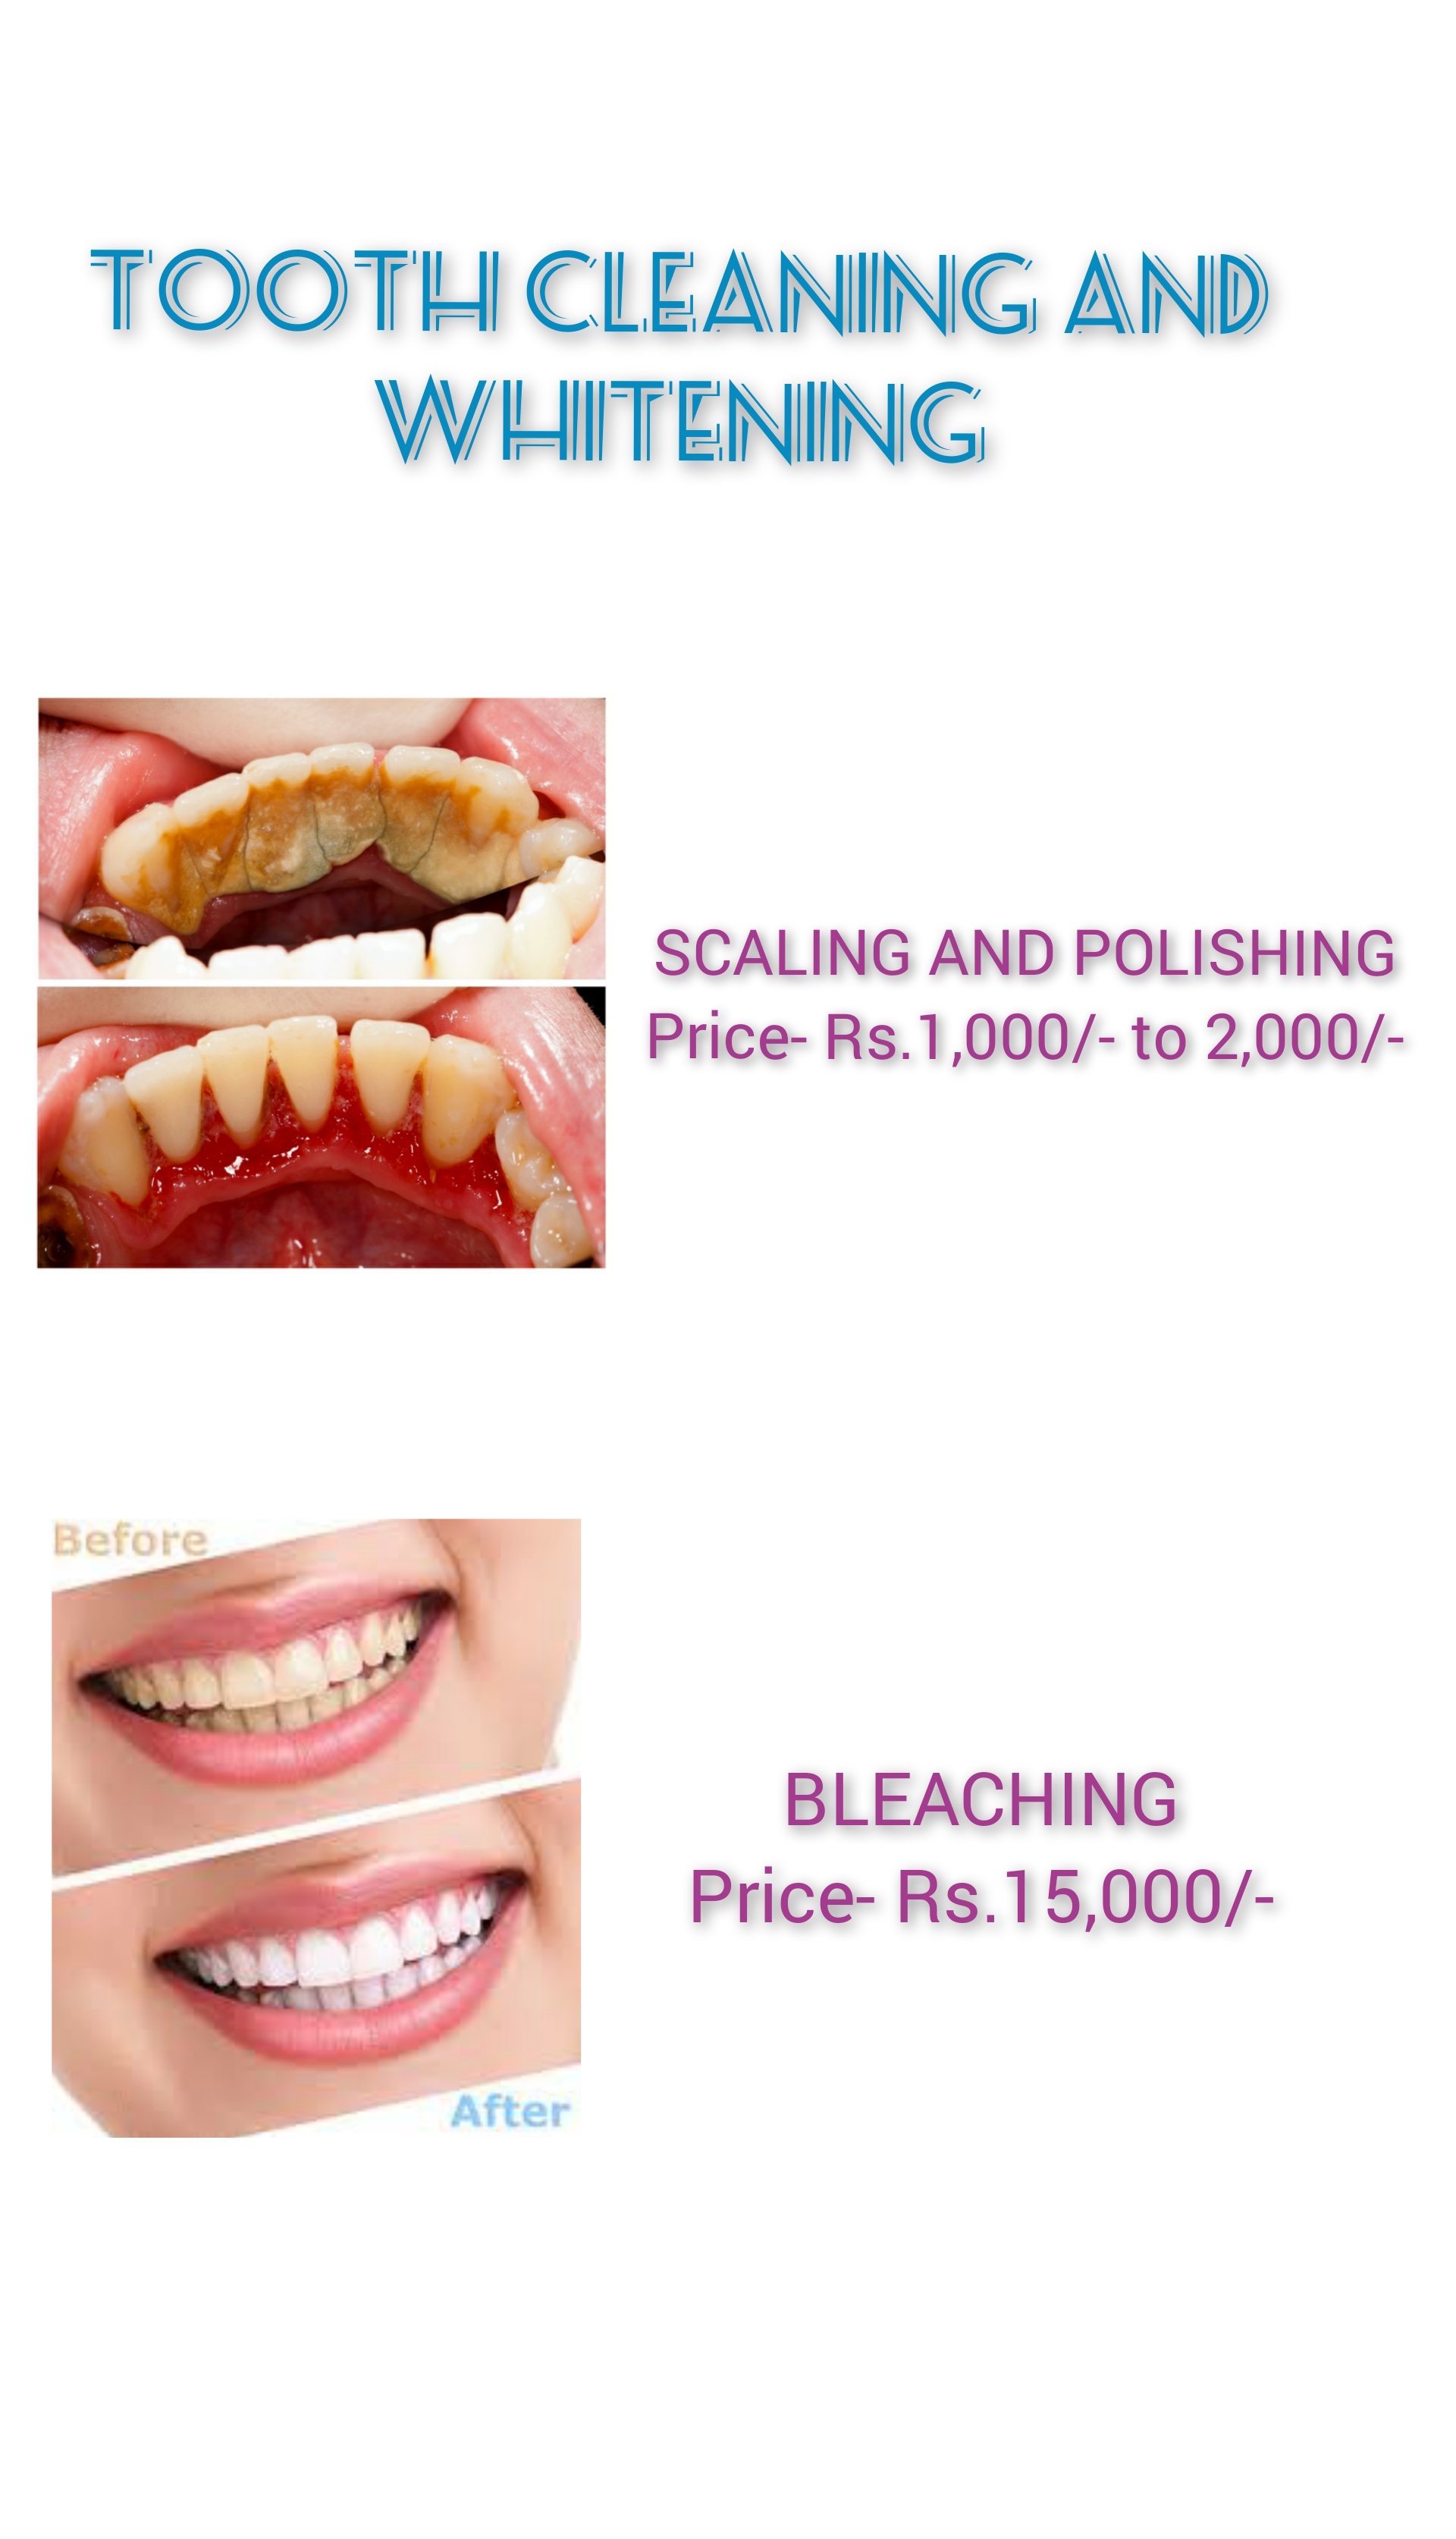 TOOTH CLEANING AND
WHITENING
SCALING AND POLISHING
Price- Rs.1,000/- to 2,000/-
Before
BLEACHING
Price- Rs.15,000/-
After